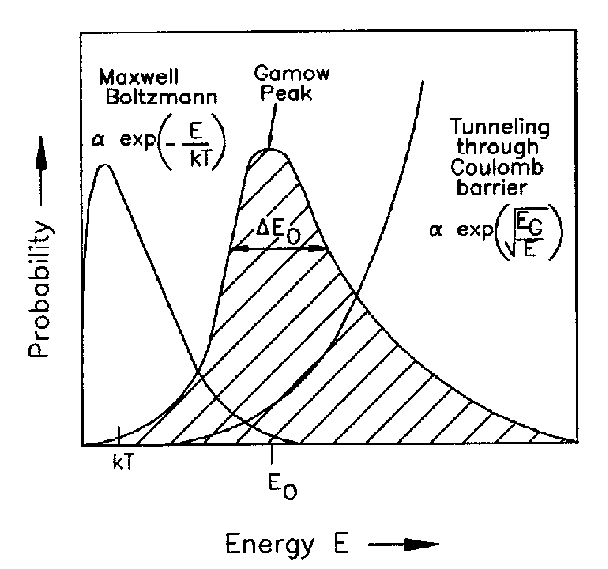 Maxwell
Boltzmann
α exp(-E/kT)
Gamow
Peak
Tunneling
through
Coulomb
barrier
α exp(√(EG/E))
ΔE0
Probability
kT
E0
Energy E